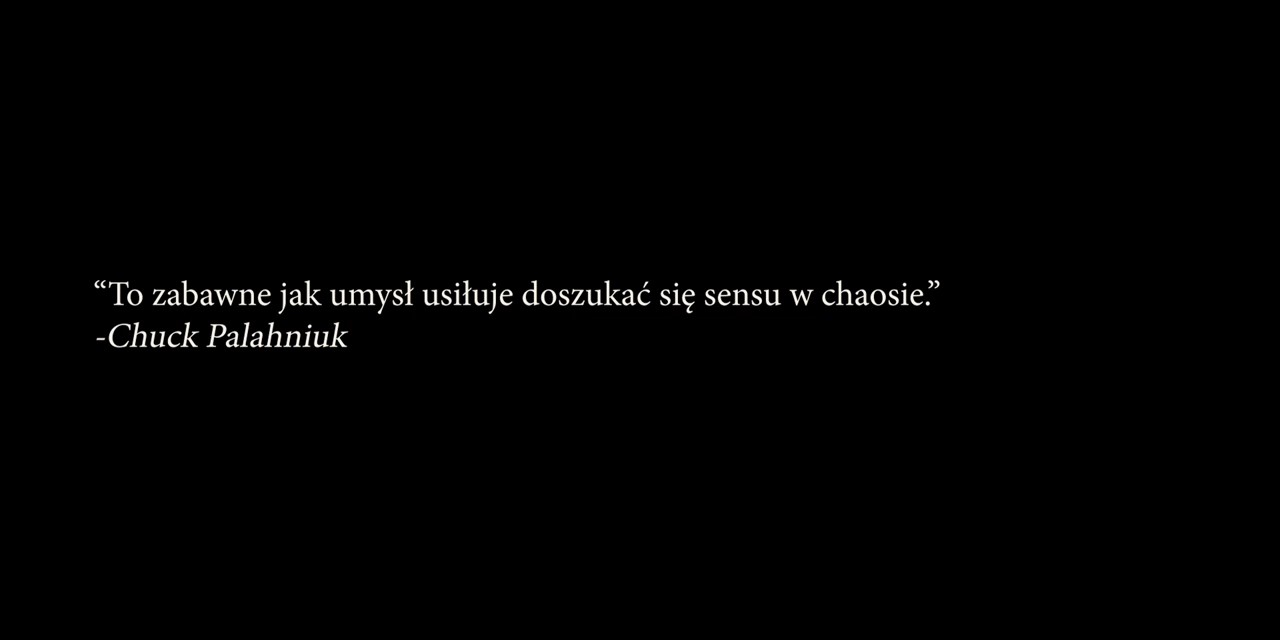 “To zabawne jak umysł usiłuje doszukać się sensu w chaosie.”
-Chuck Palahniuk